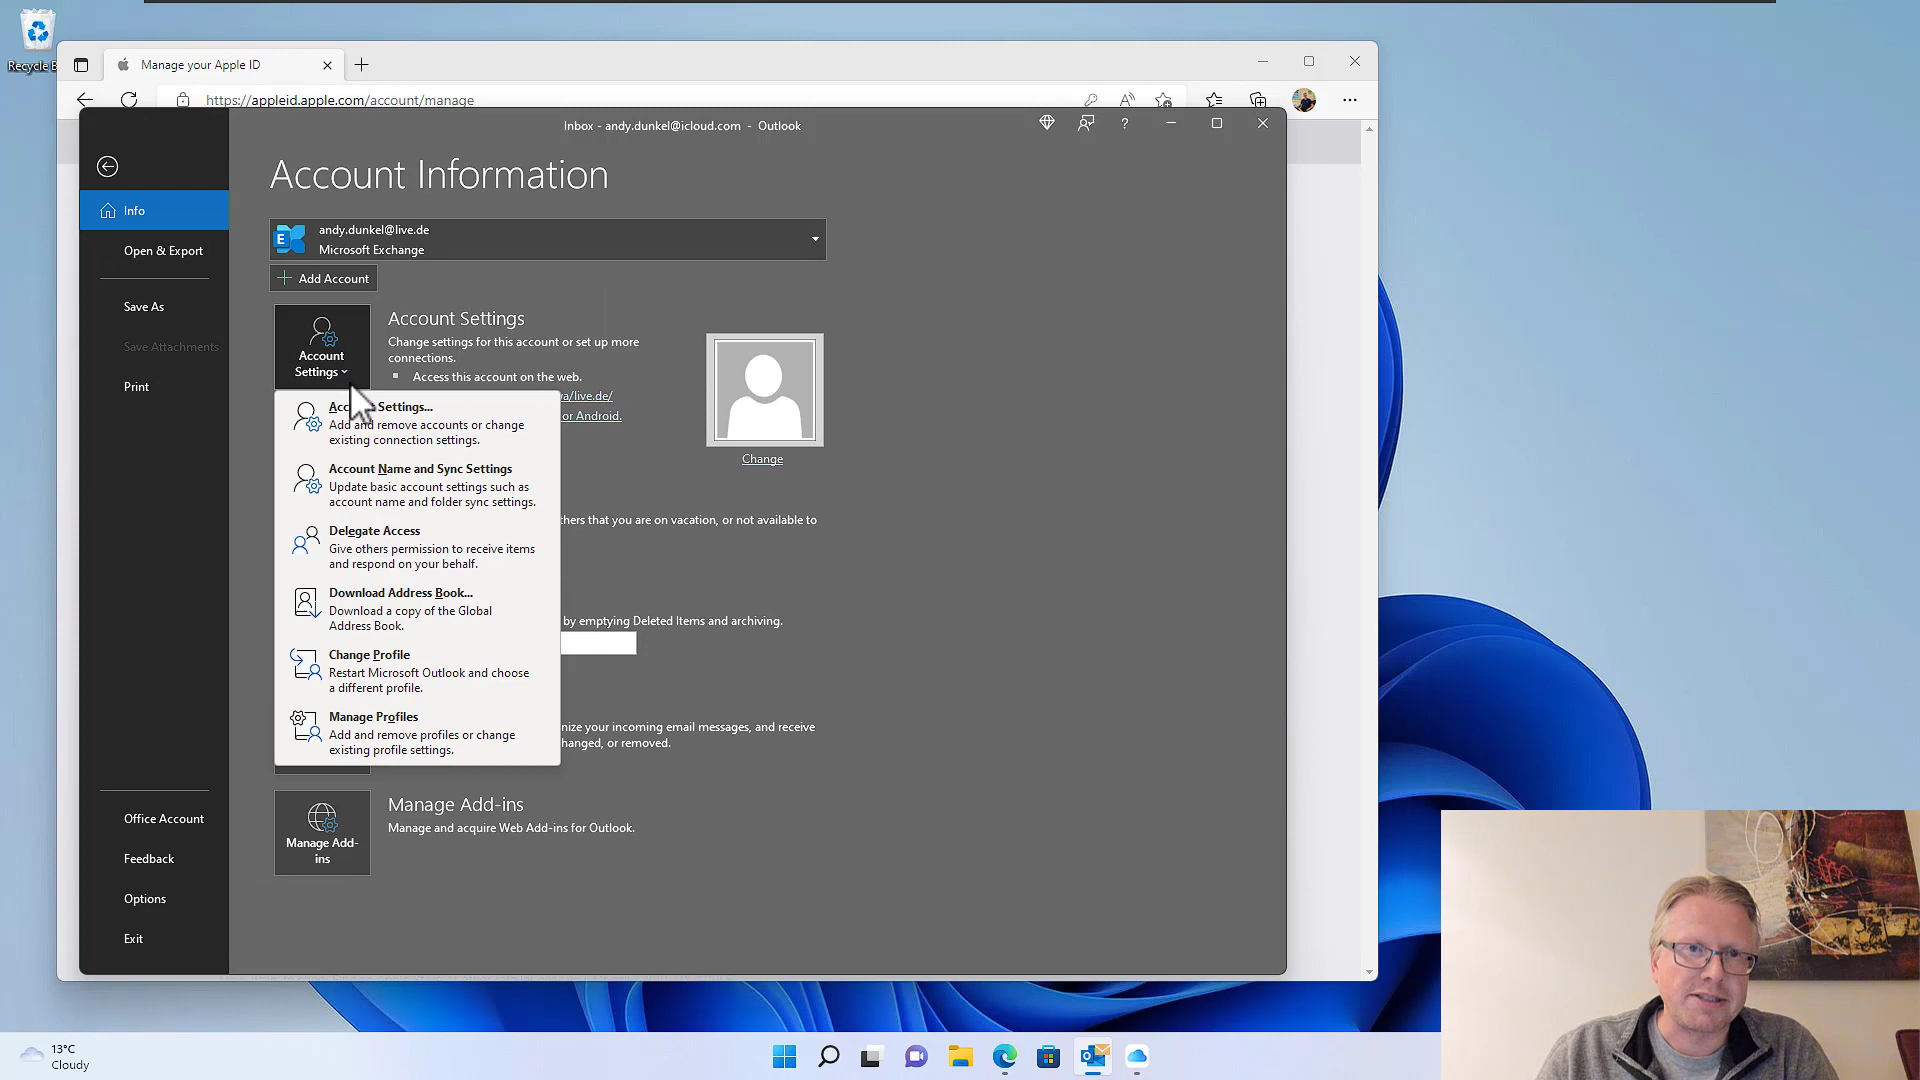 Recycle B
Manage your Apple ID
https://appleid.apple.com/account/manage
Inbox - andy.dunkel@icloud.com - Outlook
?
Account Information
Info
Open & Export
Save As
Save Attachments
Print
Office Account
Feedback
Options
Exit
andy.dunkel@live.de
Microsoft Exchange
Add Account
Account
Settings
Account Settings
Change settings for this account or set up more
connections.
Access this account on the web.
a/live.de/
or Android.
Change
Settings...
Add and remove accounts or change
existing connection settings.
Account Name and Sync Settings
Update basic account settings such as
account name and folder sync settings.
Delegate Access
Give others permission to receive items
and respond on your behalf.
Download Address Book...
Download a copy of the Global
Address Book.
Change Profile
Restart Microsoft Outlook and choose
a different profile.
Manage Profiles
Add and remove profiles or change
existing profile settings.
thers that you are on vacation, or not available to
by emptying Deleted Items and archiving.
nize your incoming email messages, and receive
hanged, or removed.
Manage Add-
ins
Manage Add-ins
Manage and acquire Web Add-ins for Outlook.
13°C
Cloudy